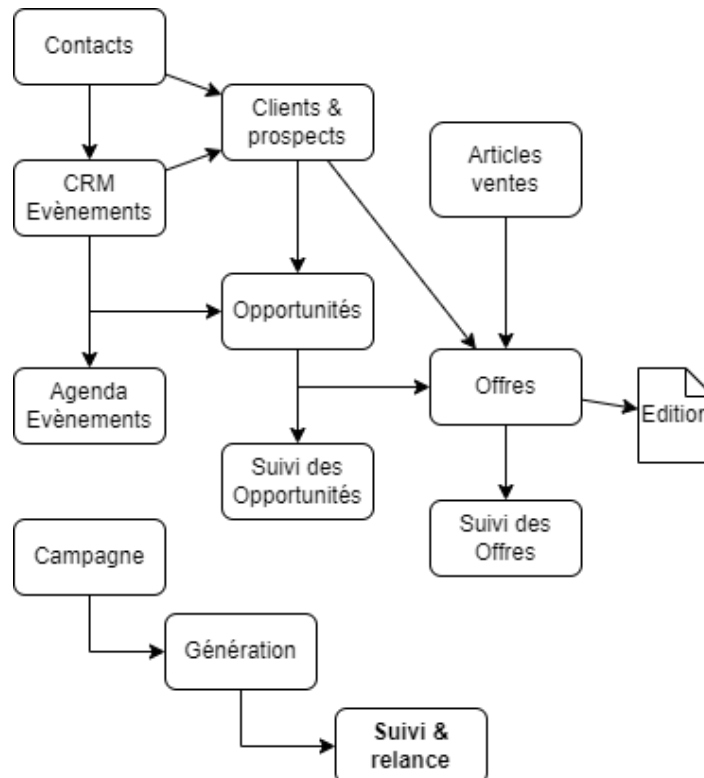 Contacts
Clients &
prospects
Articles
ventes
CRM
Evènements
Opportunités
Offres
Edition
Agenda
Evènements
Suivi des
Opportunités
Suivi des
Offres
Campagne
Génération
Suivi &
relance